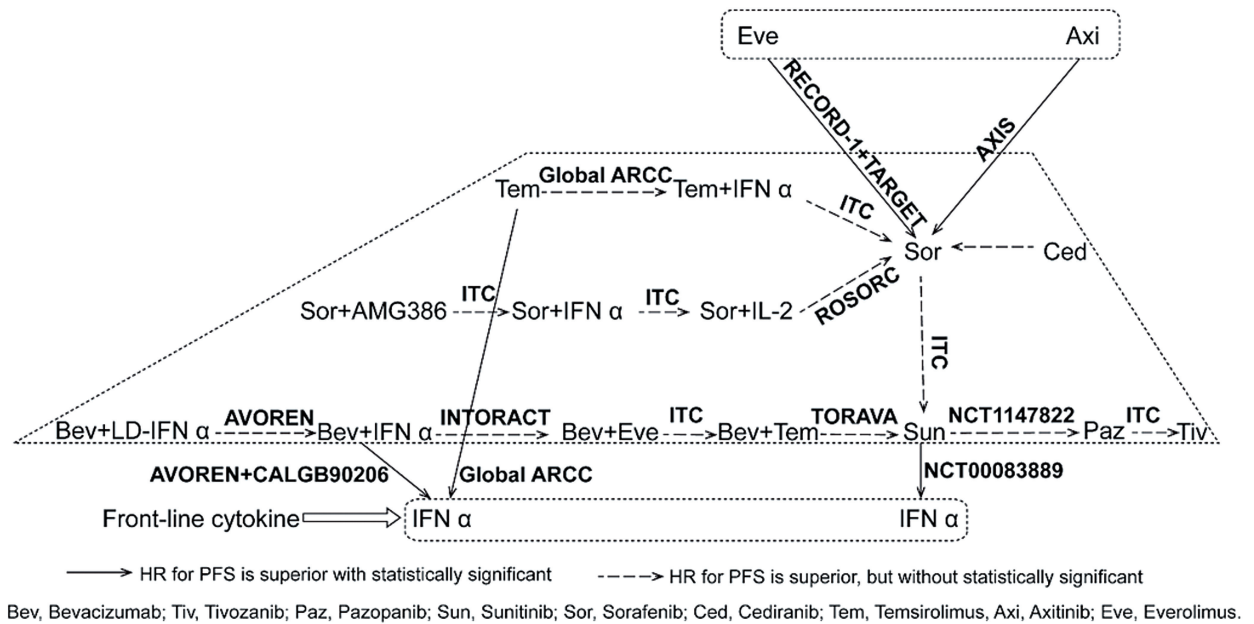 Eve Axi
RECORD-1+TARGET
AXIS
Global ARCC
Tem Tem+IFN α
ITC
Sor Ced
ITC ITC
Sor+AMG386 Sor+IFN α Sor+IL-2
ROSORC
ITC
AVOREN INTORACT ITC TORAVA NCT1147822 ITC
Bev+LD-IFN α Bev+IFN α Bev+Eve Bev+Tem Sun Paz Tiv
AVOREN+CALGB90206 Global ARCC NCT00083889
Front-line cytokine IFN α IFN α
HR for PFS is superior with statistically significant HR for PFS is superior, but without statistically significant
Bev, Bevacizumab; Tiv, Tivozanib; Paz, Pazopanib; Sun, Sunitinib; Sor, Sorafenib; Ced, Cediranib; Tem, Temsirolimus, Axi, Axitinib; Eve, Everolimus.